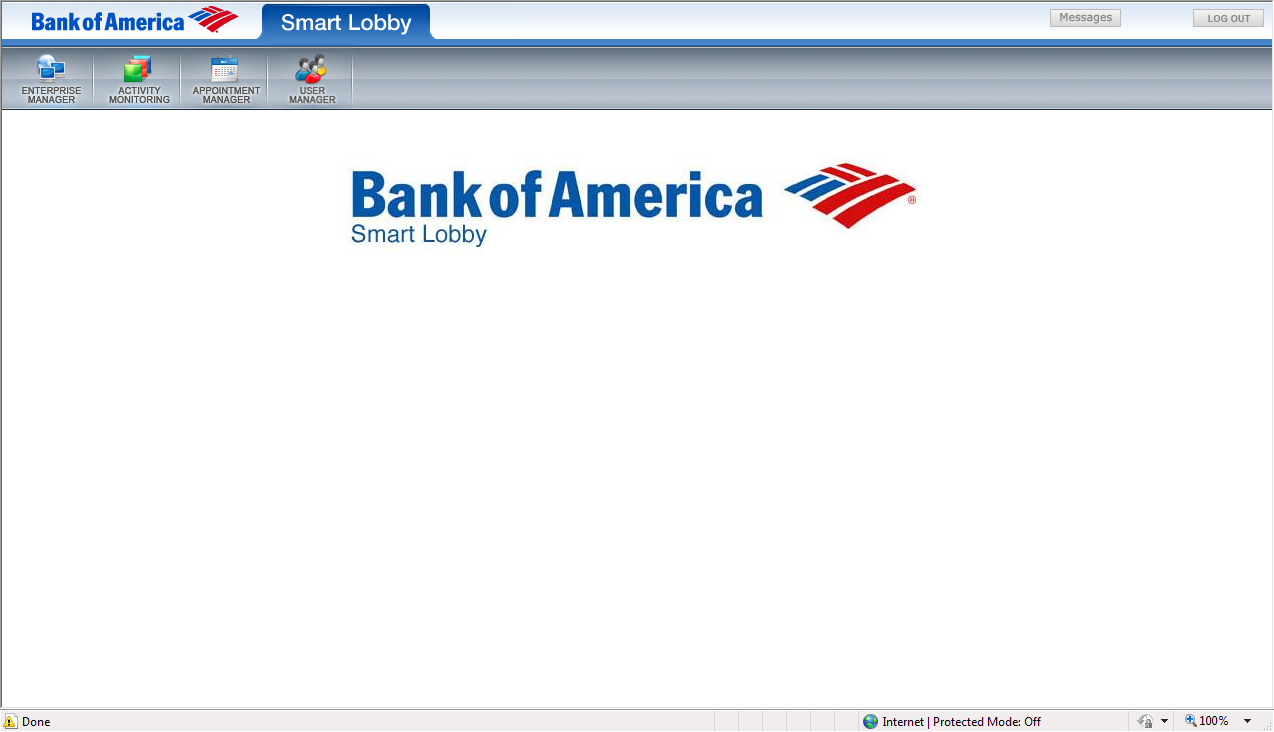 Bank of America
Smart Lobby
Messages
LOG OUT
ENTERPRISE
MANAGER
ACTIVITY
MONITORING
APPOINTMENT
MANAGER
USER
MANAGER
Bank of America ®
Smart Lobby
Done
Internet | Protected Mode: Off
100%